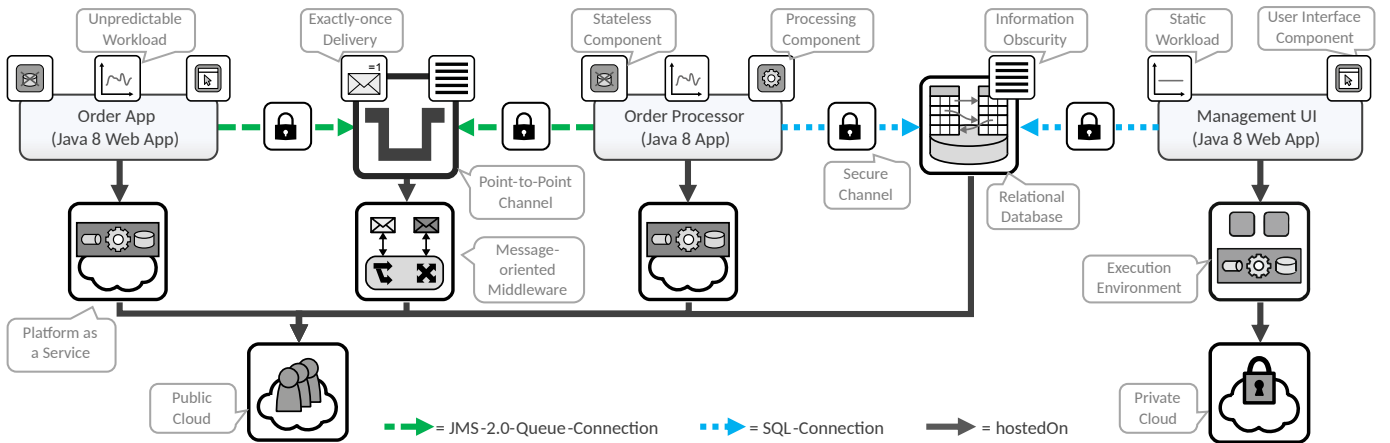 Unpredictable
Workload
Exactly-once
Delivery
Stateless
Component
Processing
Component
Information
Obscurity
Static
Workload
User Interface
Component
=1
Order App
(Java 8 Web App)
Order Processor
(Java 8 App)
Management UI
(Java 8 Web App)
Point-to-Point
Channel
Secure
Channel
Relational
Database
Message-
oriented
Middleware
Execution
Environment
Platform as
a Service
Public
Cloud
Private
Cloud
= JMS-2.0-Queue-Connection
= SQL-Connection
= hostedOn